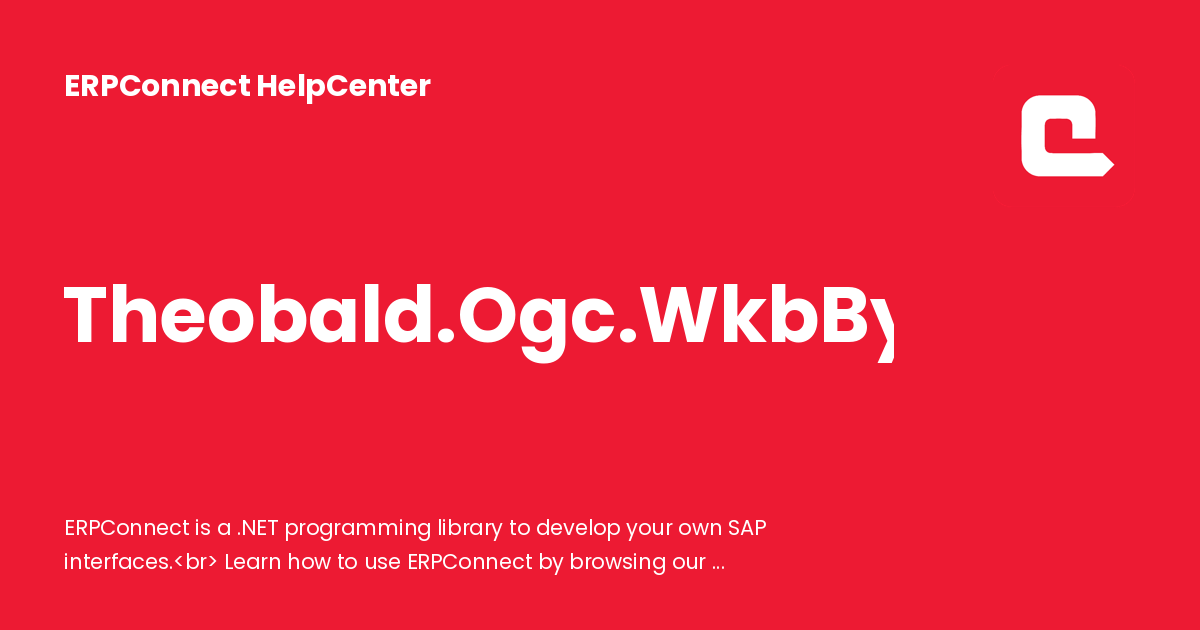 ERPConnect HelpCenter
Theobald.Ogc.WkbBy
ERPConnect is a .NET programming library to develop your own SAP
interfaces.<br> Learn how to use ERPConnect by browsing our ...